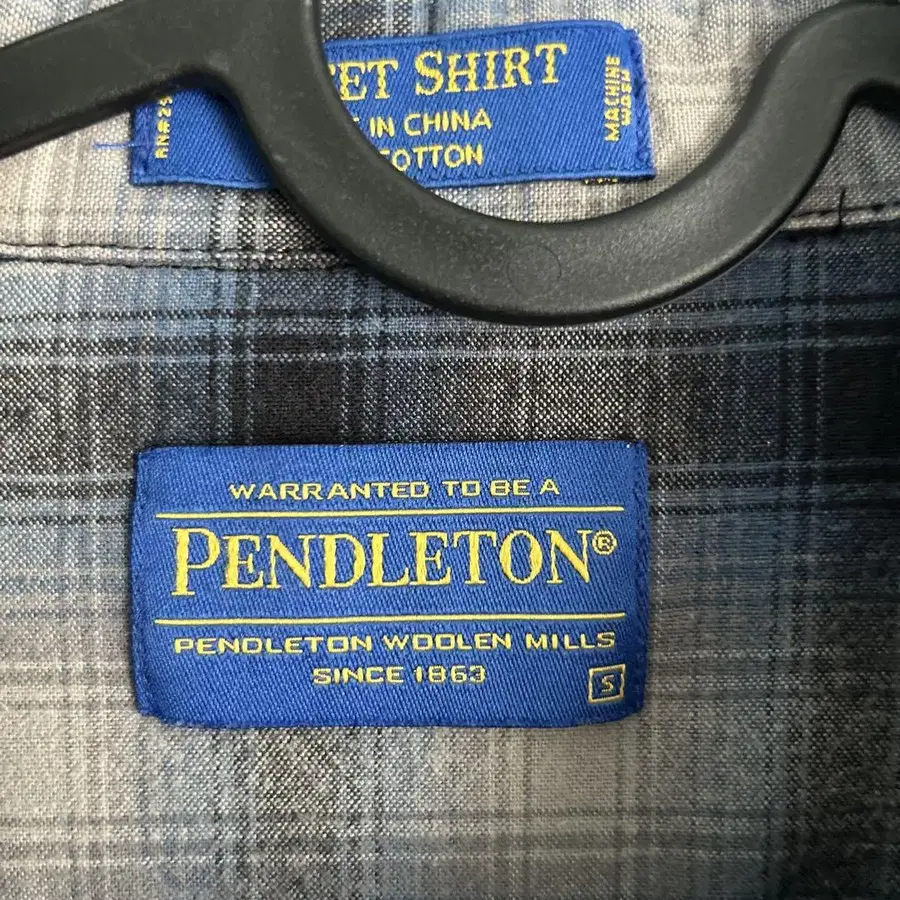 SHIRT
IN CHINA
COTTON
MACHINE
WASH
WARRANTED TO BE A
PENDLETON®
PENDLETON WOOLEN MILLS
SINCE 1863
S